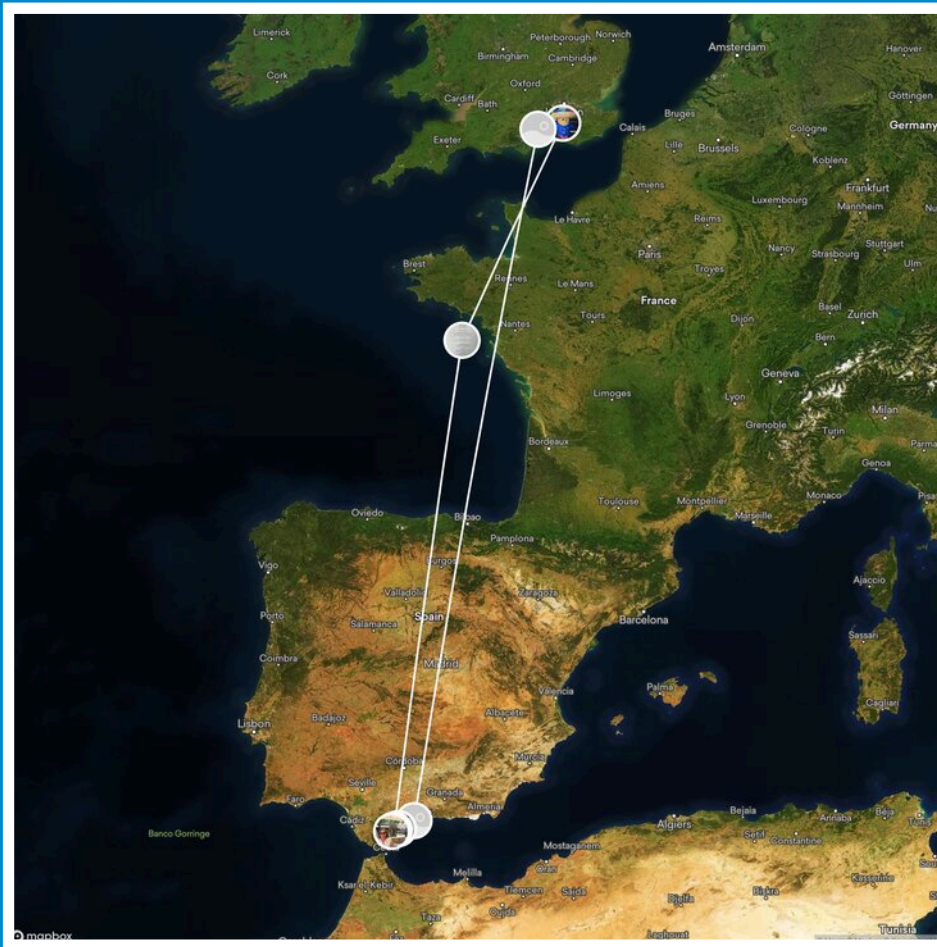 Limerick
Peterborough
Norwich
Birmingham
Cambridge
Amsterdam
Hanover
Cork
Oxford
Cardiff
Bath
Göttingen
Exeter
Calais
Bruges
Lillé
Brussels
Cologne
Germany
Koblenz
Amiens
Frankfurt
Le Havre
Reims
Luxembourg
Mannheim
Nancy
Strasbourg
Stuttgart
Paris
Troyes
Ulm
Brest
Rennes
Le Mans
France
Nantes
Tours
Dijon
Basel
Zurich
Bern
Geneva
Limoges
Lyon
Milan
Grenoble
Turin
Parma
Bordeaux
Genoa
Toulouse
Montpellier
Monaco
Marseille
Oviedo
Bilbao
Pamplona
Vigo
Burgos
Ajaccio
Valladolid
Zaragoza
Porto
Salamanca
Spain
Barcelona
Sassari
Coimbra
Madrid
Palma
Valencia
Cagliari
Lisbon
Badajoz
Albacete
Córdoba
Murcia
Faro
Séville
Granada
Almería
Cádiz
Banco Gorringe
Algiers
Bejaia
Annaba
Béja
Setif
Constantine
Mostaganem
Oran
Melilla
Ksar el Kebir
Tlemcen
Saida
Djelfa
Biskra
Kasserine
Taza
Oujda
Laghouat
Tunisia
mapbox